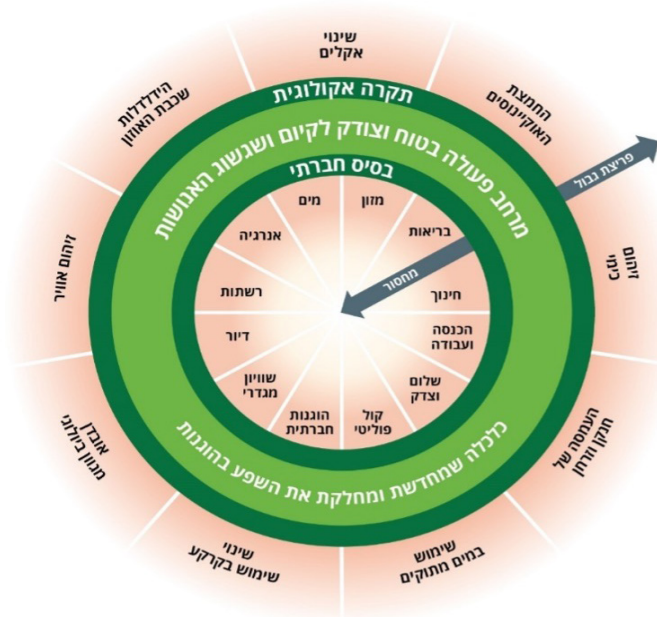 שינוי
אקלים
החמצת
האוקיינוסים
פריצת גבול
זיהום
כימי
העמסה של
חנקן וזרחן
שימוש
במים מתוקים
שינוי
שימוש בקרקע
אובדן
מגוון ביולוגי
זיהום אוויר
הידלדלות
שכבת האוזון
תקרה אקולוגית
מרחב פעולה בטוח וצודק לקיום ושגשוג האנושות
בסיס חברתי
מזון
בריאות
מחסור
חינוך
הכנסה
ועבודה
שלום
וצדק
קול
פוליטי
הוגנות
חברתית
שוויון
מגדרי
דיור
רשתות
אנרגיה
מים
כלכלה שמחדשת ומחלקת את השפע בהוגנות